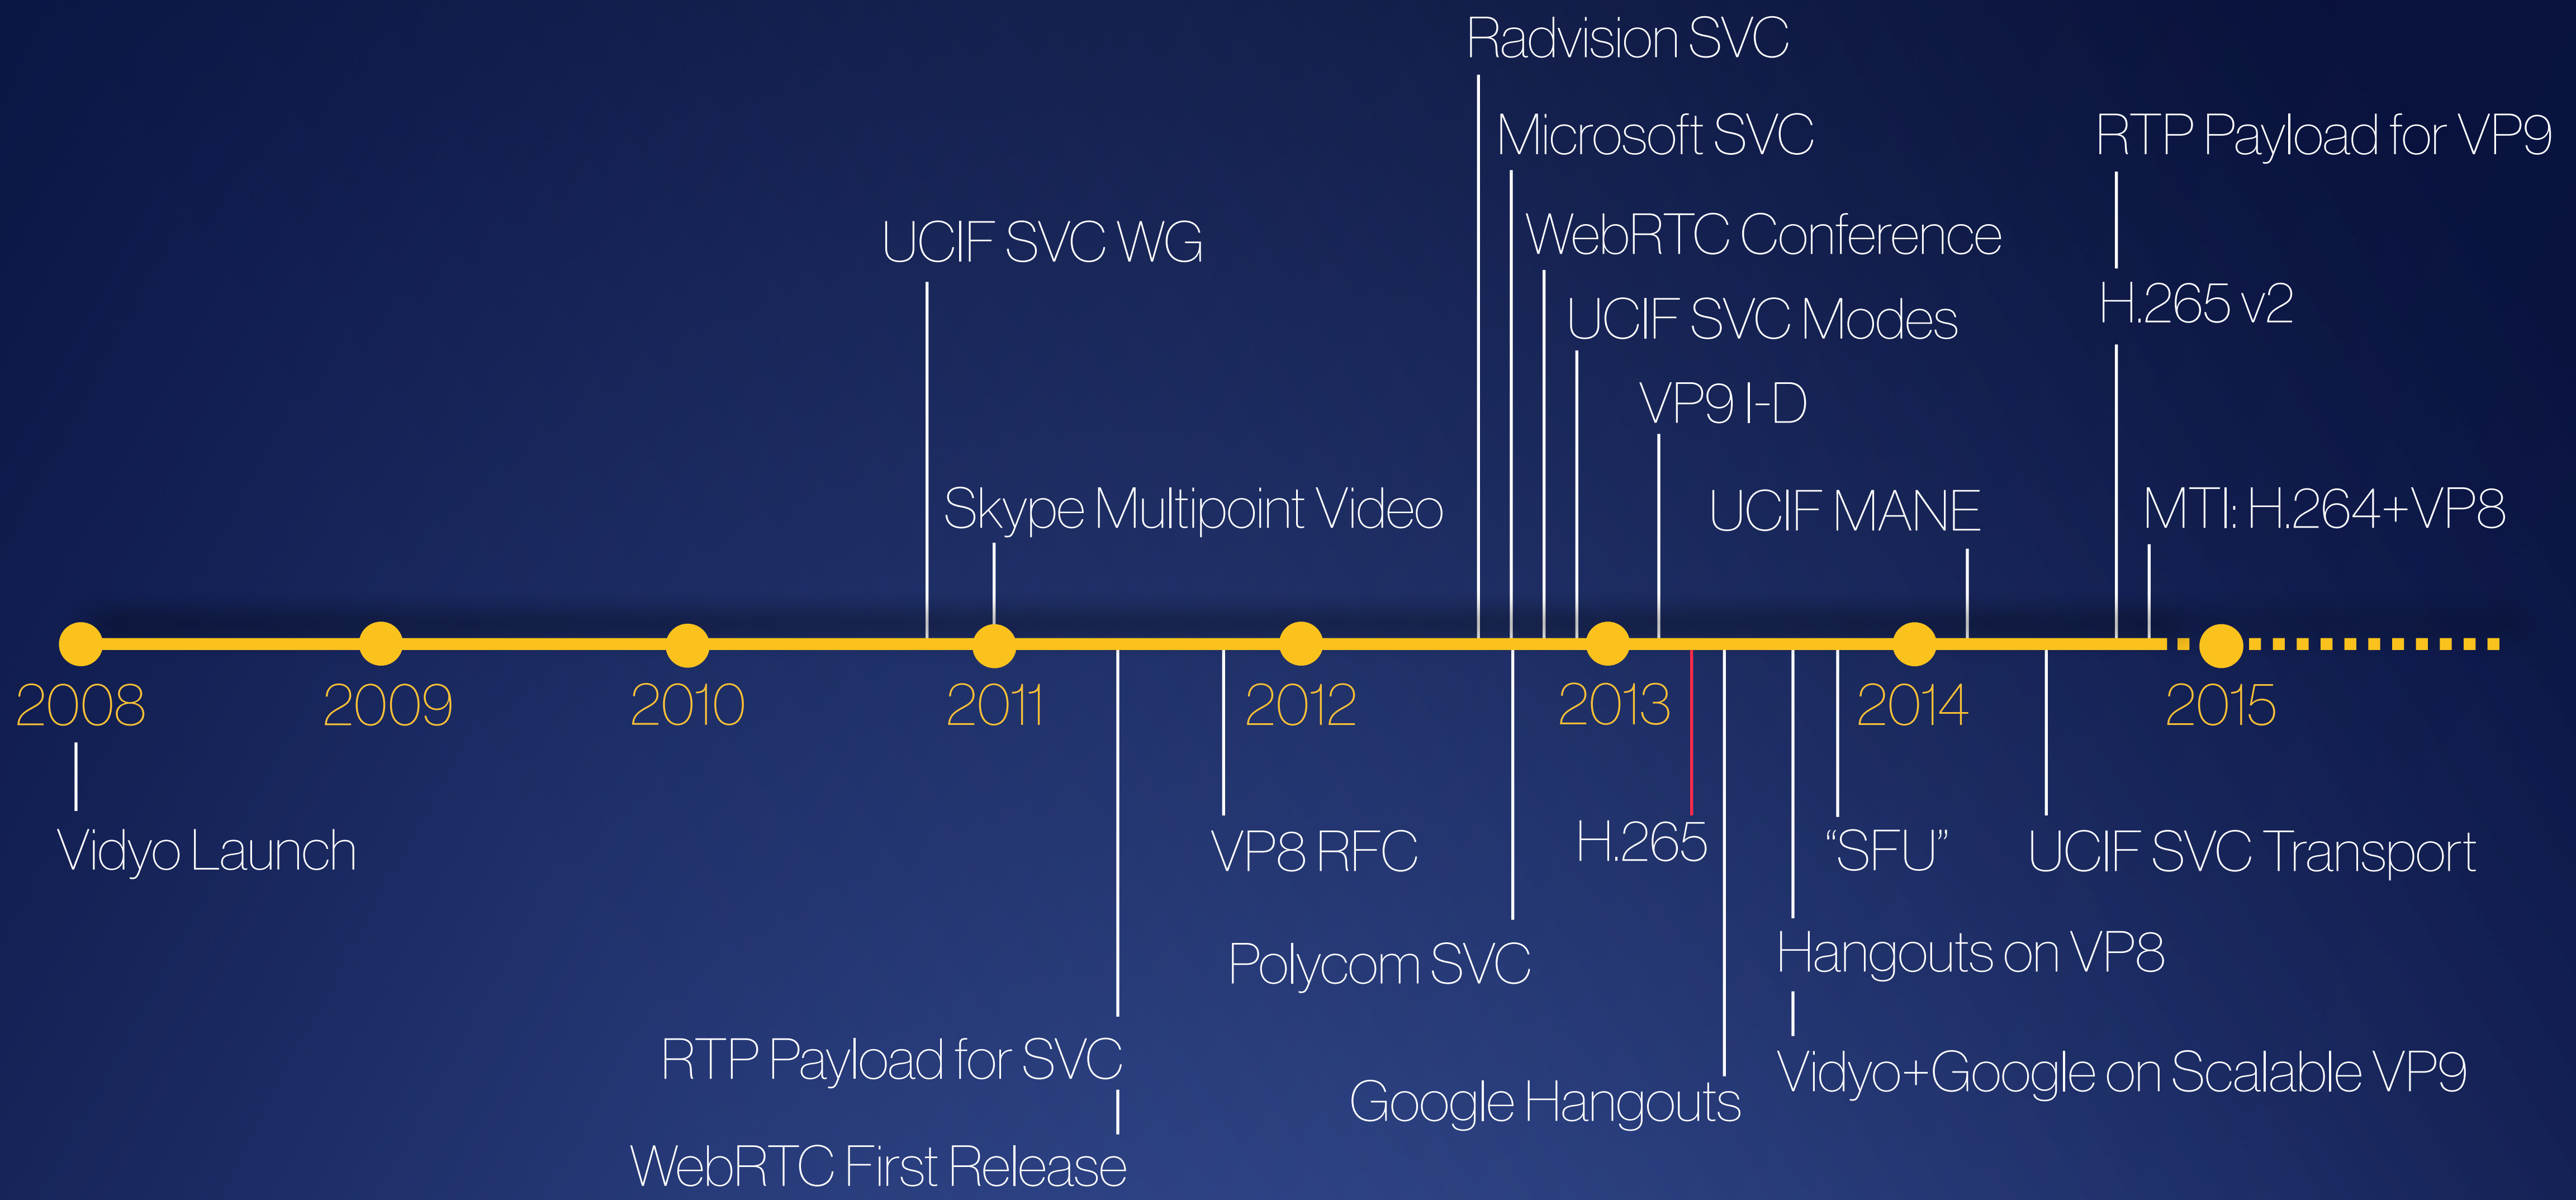 Radvision SVC
Microsoft SVC
RTP Payload for VP9
WebRTC Conference
UCIF SVC WG
H.265 v2
UCIF SVC Modes
VP9 I-D
Skype Multipoint Video
UCIF MANE
MTI: H.264+VP8
2008
2009
2010
2011
2012
2013
2014
2015
Vidyo Launch
VP8 RFC
H.265
“SFU”
UCIF SVC Transport
Polycom SVC
Hangouts on VP8
RTP Payload for SVC
Google Hangouts
Vidyo+Google on Scalable VP9
WebRTC First Release